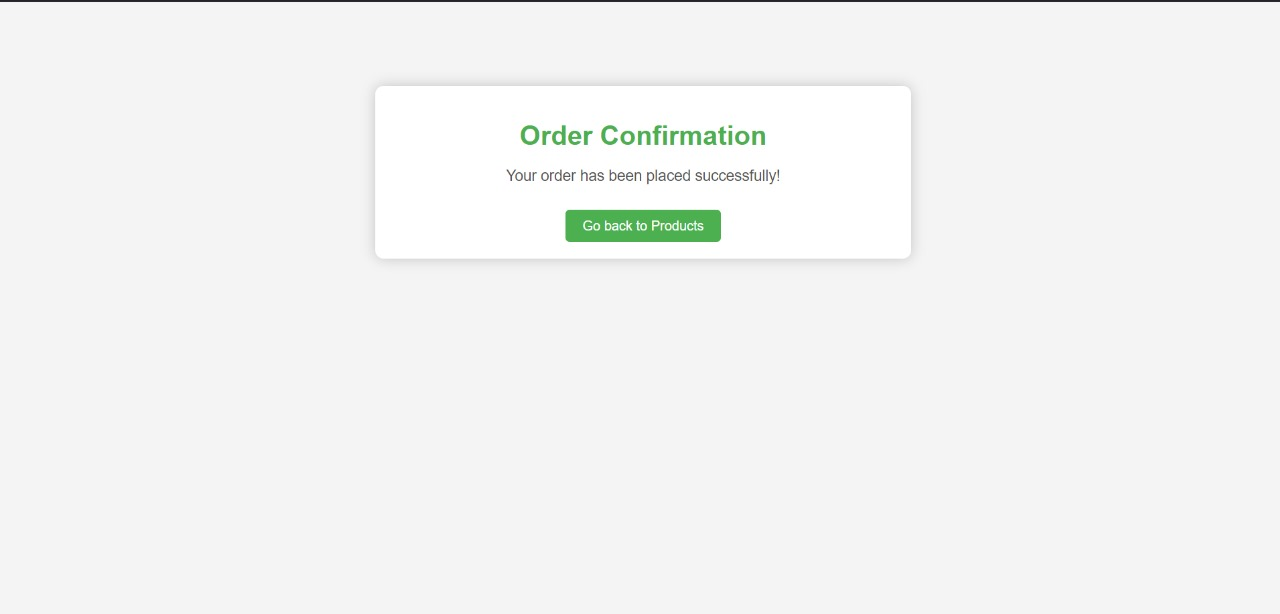 Order Confirmation
Your order has been placed successfully!
Go back to Products